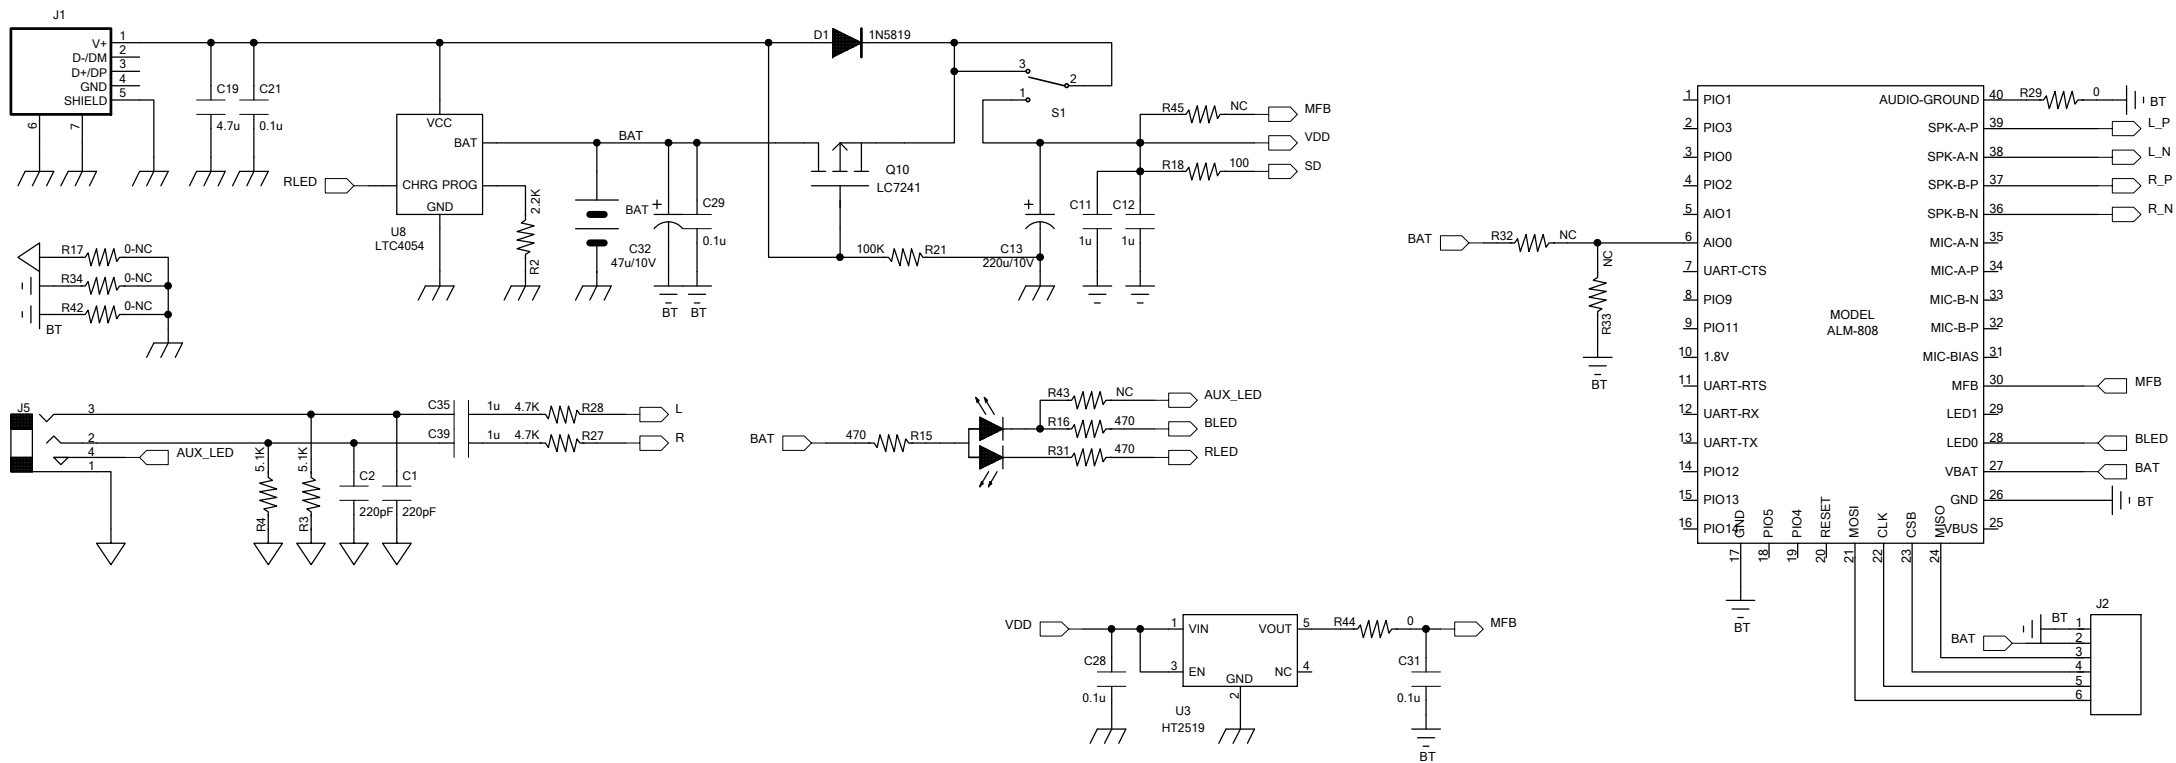 J1
V+ 1
D-/DM 2
D+/DP 3
GND 4
SHIELD 5
6 7
C19
4.7u
C21
0.1u
D1 1N5819
3
2
1
S1
VCC
BAT
CHRG PROG
GND
U8
LTC4054
RLED
2.2K
R2
BAT
BAT
+
C32
47u/10V
C29
0.1u
BT BT
Q10
LC7241
100K R21
+
C13
220u/10V
C11
1u
C12
1u
R45 NC MFB
VDD
R18 100 SD
R17 0-NC
R34 0-NC
R42 0-NC
BT
J5
3
2
4
1
AUX_LED
5.1K
R4
5.1K
R3
C2
220pF
C1
220pF
C35 1u 4.7K R28 L
C39 1u 4.7K R27 R
BAT 470 R15
R43 NC AUX_LED
R16 470 BLED
R31 470 RLED
VDD
C28
0.1u
1 VIN VOUT 5
3 EN NC 4
GND
2
U3
HT2519
R44 0 MFB
C31
0.1u
BT
BAT R32 NC
NC
R33
BT
MODEL
ALM-808
1 PIO1
2 PIO3
3 PIO0
4 PIO2
5 AIO1
6 AIO0
7 UART-CTS
8 PIO9
9 PIO11
10 1.8V
11 UART-RTS
12 UART-RX
13 UART-TX
14 PIO12
15 PIO13
16 PIO14
GND 17
PIO5 18
PIO4 19
RESET 20
MOSI 21
CLK 22
CSB 23
MISO 24
AUDIO-GROUND 40 R29 0 BT
SPK-A-P 39 L_P
SPK-A-N 38 L_N
SPK-B-P 37 R_P
SPK-B-N 36 R_N
MIC-A-N 35
MIC-A-P 34
MIC-B-N 33
MIC-B-P 32
MIC-BIAS 31
MFB 30 MFB
LED1 29
LED0 28 BLED
VBAT 27 BAT
GND 26 BT
VBUS 25
BT
J2
BT 1
BAT 2
3
4
5
6